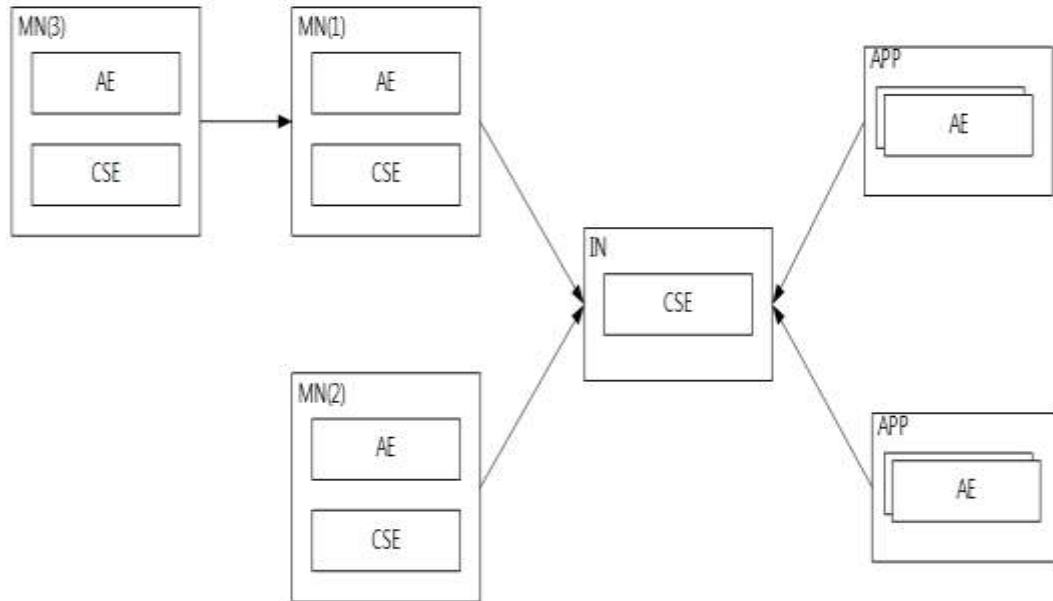 MN(3)
AE
CSE
MN(1)
AE
CSE
APP
AE
IN
CSE
MN(2)
AE
CSE
APP
AE